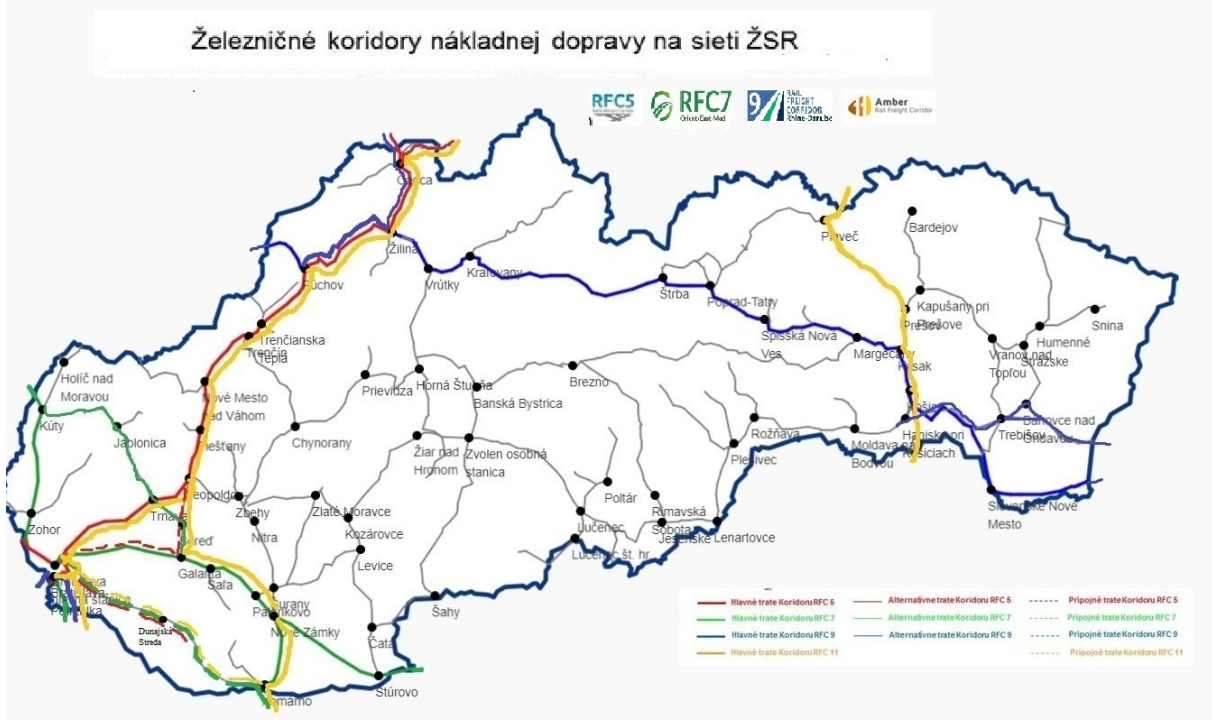 Železničné koridory nákladnej dopravy na sieti ŽSR
RFC5
RFC7
Orient/East-Med
9
RAIL
FREIGHT
CORRIDOR
Rhine-Danube
Amber
Rail Freight Corridor
Čadca
Žilina
Púchov
Vrútky
Kraľovany
Štrba
Poprad-Tatry
Spišská Nová
Ves
Margecany
Kysak
Plaveč
Bardejov
Kapušany pri
Prešove
Prešov
Snina
Humenné
Strážske
Vranov nad
Topľou
Trenčianska
Teplá
Trenčín
Holíč nad
Moravou
Kúty
Jablonica
Nové Mesto
nad Váhom
Piešťany
Chynorany
Prievidza
Horná Štubňa
Banská Bystrica
Brezno
Žiar nad
Hronom
Zvolen osobná
stanica
Rožňava
Plešivec
Moldava nad
Bodvou
Košice
Haniska pri
Košiciach
Trebišov
Bánovce nad
Ondavou
Slovenské Nové
Mesto
Leopoldov
Trnava
Zbehy
Nitra
Zlaté Moravce
Kozárovce
Levice
Poltár
Rimavská
Sobota
Jesenské
Lenartovce
Lučenec
Lučenec št. hr
Zohor
Sereď
Galanta
Šaľa
Palárikovo
Šurany
Nové Zámky
Šahy
Čata
Štúrovo
Komárno
Dunajská
Streda
Hlavné trate Koridoru RFC 5
Alternatívne trate Koridoru RFC 5
Prípojné trate Koridoru RFC 5
Hlavné trate Koridoru RFC 7
Alternatívne trate Koridoru RFC 7
Prípojné trate Koridoru RFC 7
Hlavné trate Koridoru RFC 9
Alternatívne trate Koridoru RFC 9
Prípojné trate Koridoru RFC 9
Hlavné trate Koridoru RFC 11
Prípojné trate Koridoru RFC 11